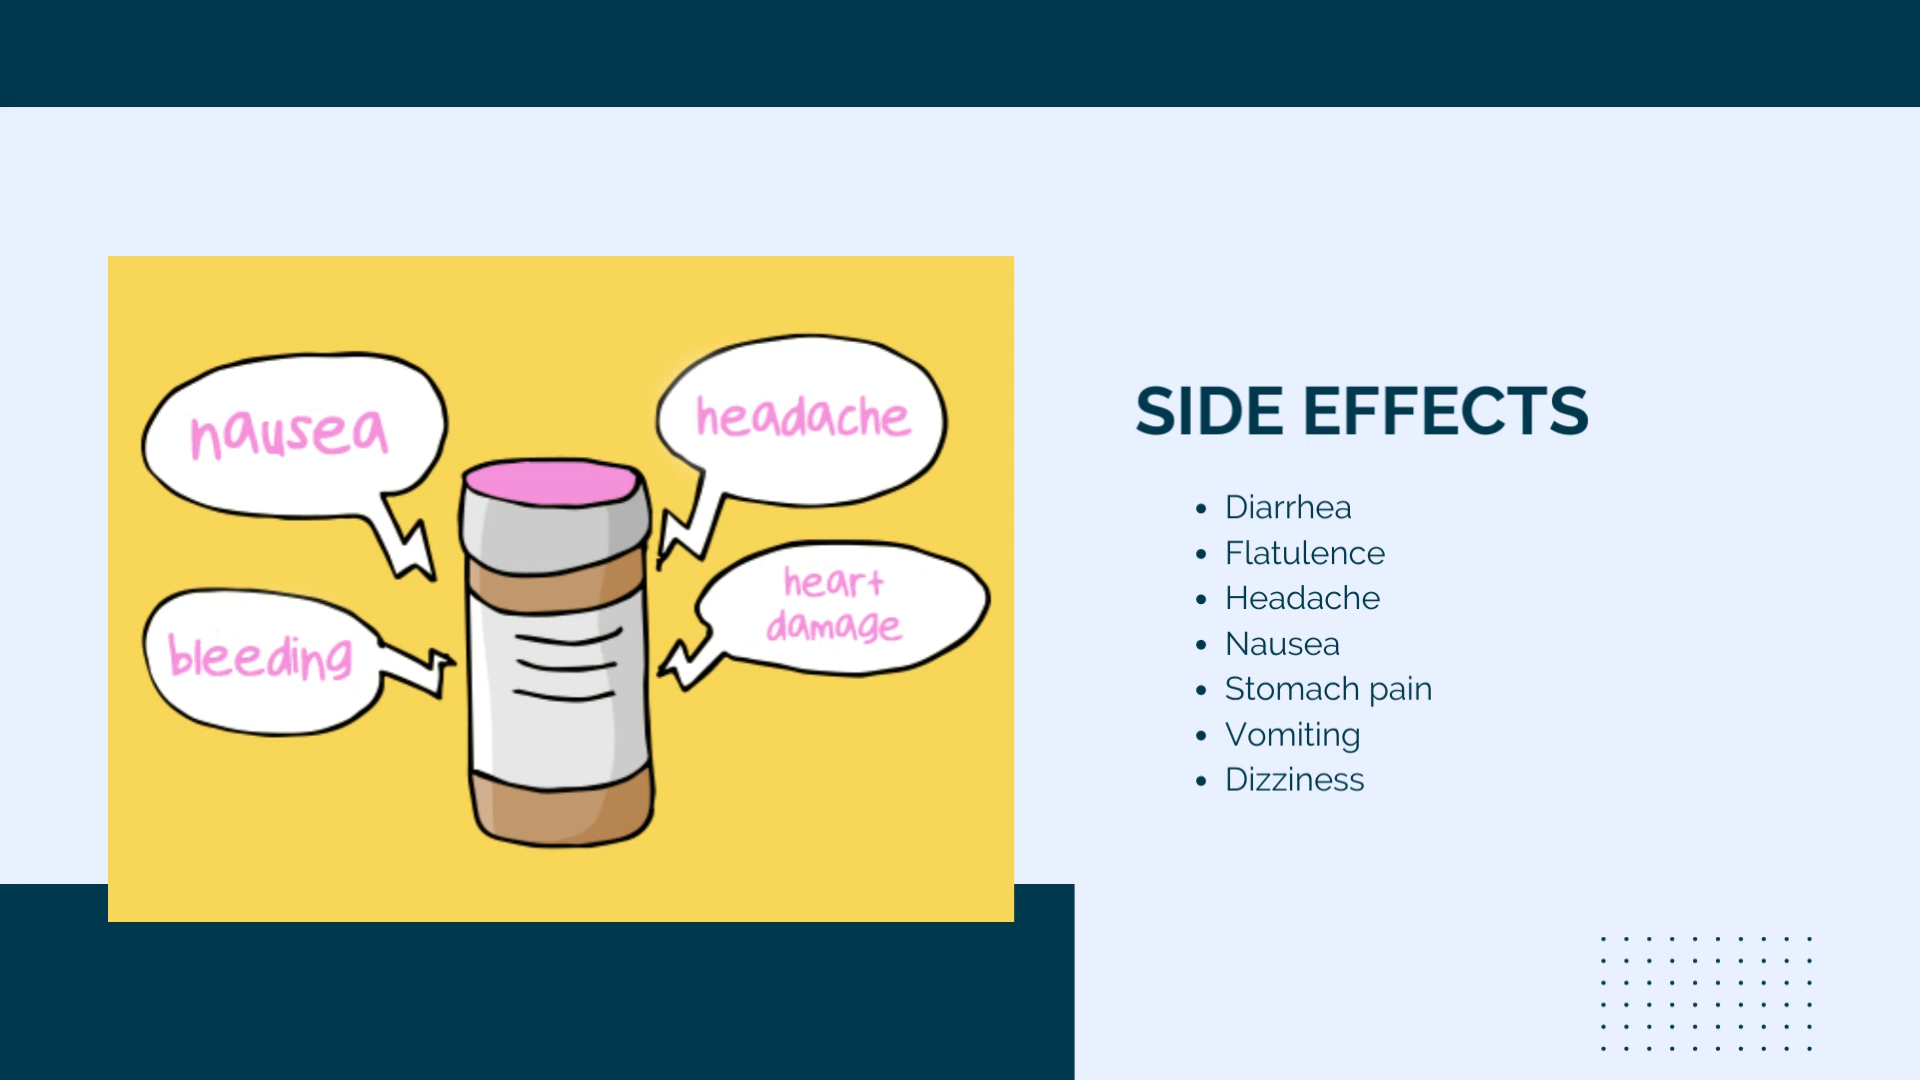 nausea
headache
bleeding
heart
damage
SIDE EFFECTS
• Diarrhea
• Flatulence
• Headache
• Nausea
• Stomach pain
• Vomiting
• Dizziness